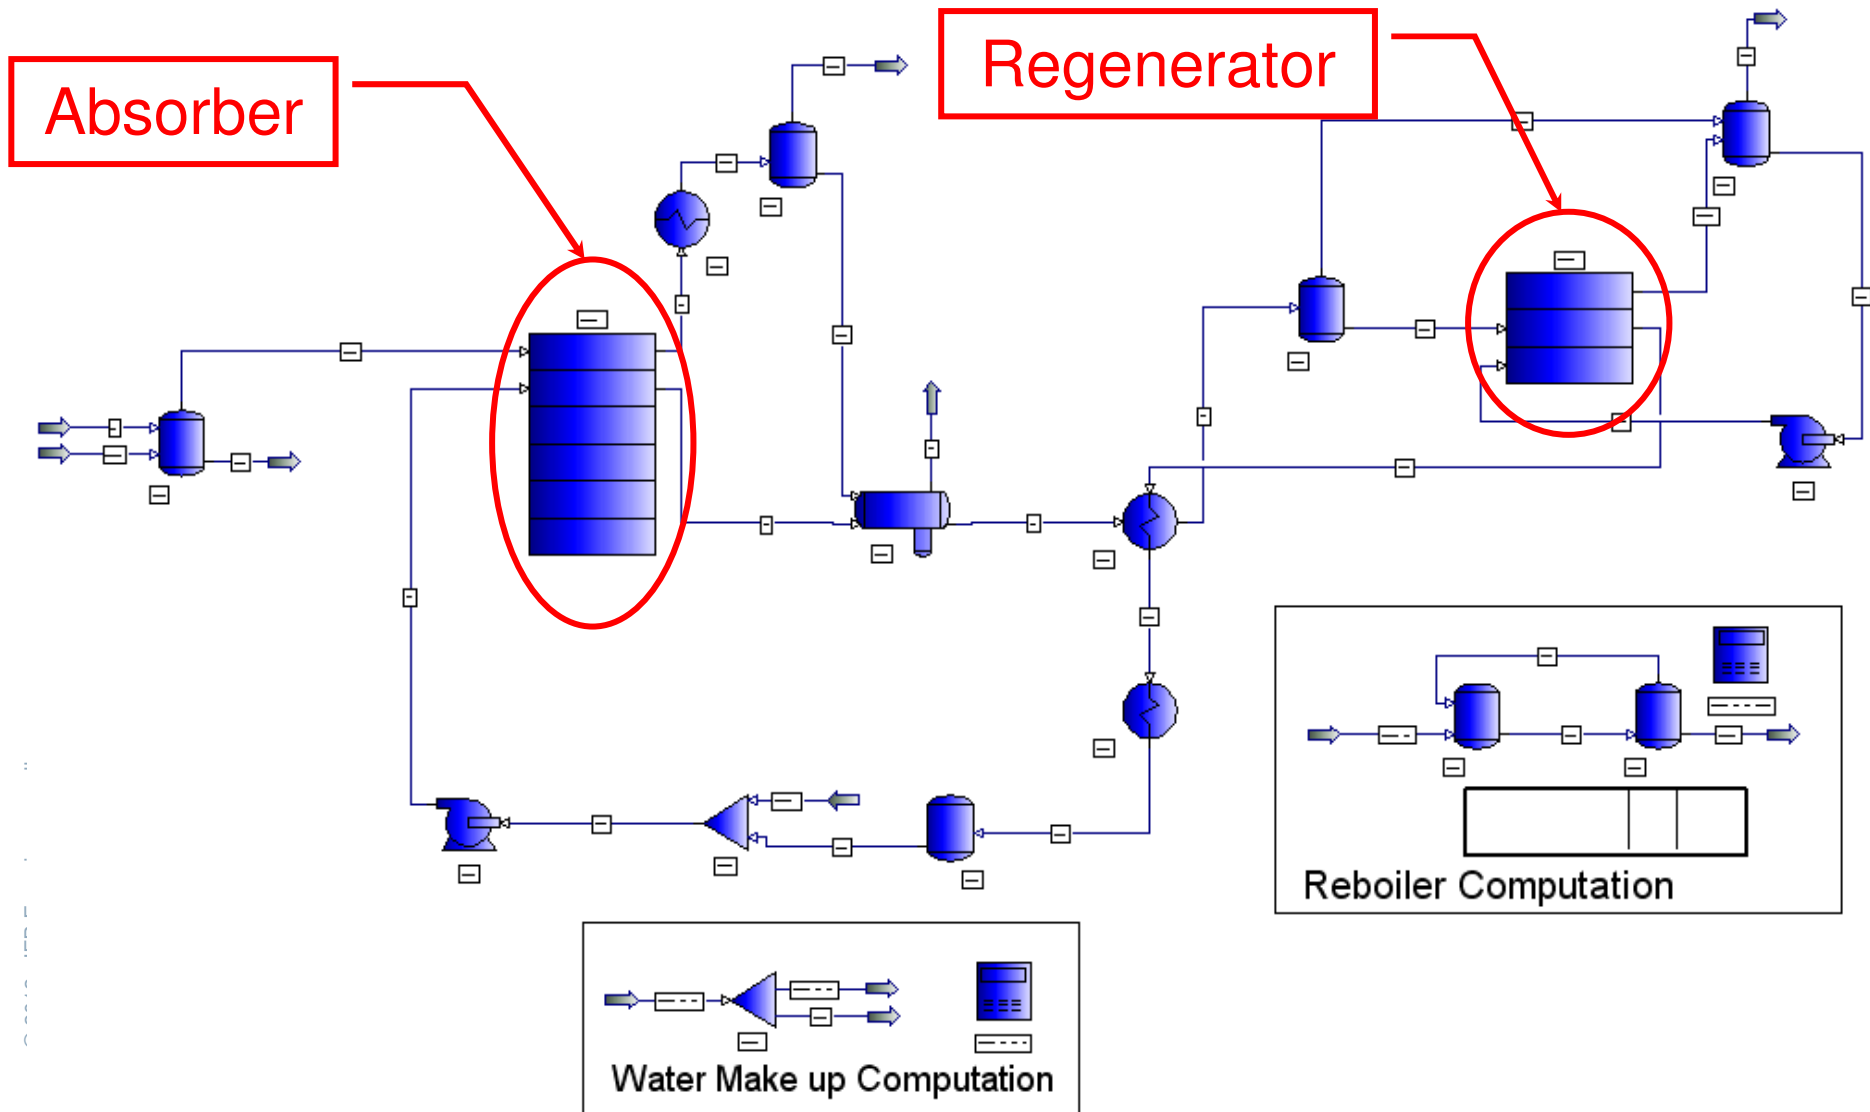 Regenerator
Absorber
Reboiler Computation
Water Make up Computation